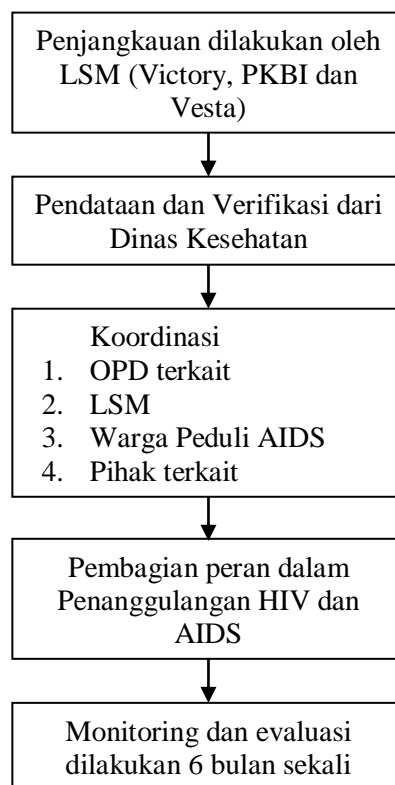 Penjangkauan dilakukan oleh
LSM (Victory, PKBI dan
Vesta)
Pendataan dan Verifikasi dari
Dinas Kesehatan
Koordinasi
1. OPD terkait
2. LSM
3. Warga Peduli AIDS
4. Pihak terkait
Pembagian peran dalam
Penanggulangan HIV dan
AIDS
Monitoring dan evaluasi
dilakukan 6 bulan sekali